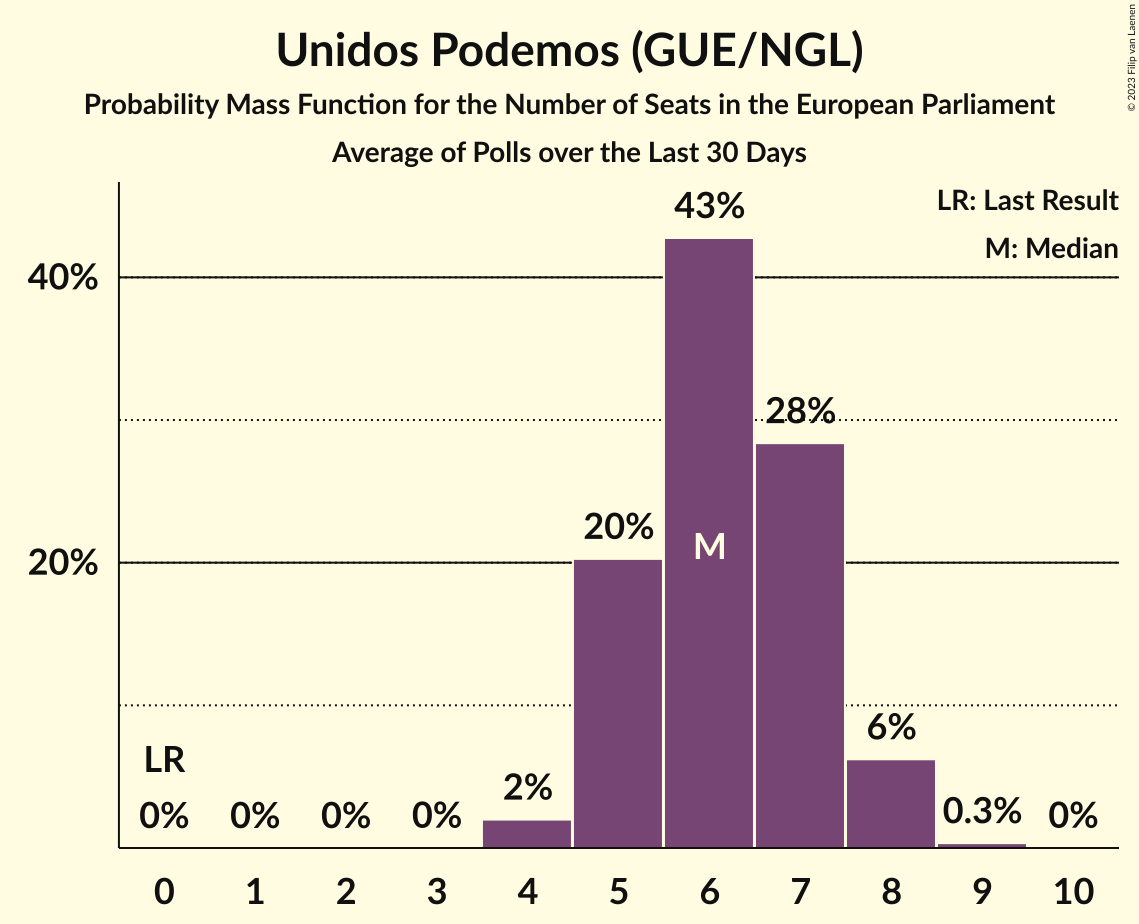 Unidos Podemos (GUE/NGL)
Probability Mass Function for the Number of Seats in the European Parliament
Average of Polls over the Last 30 Days
© 2023 Filip van Laenen
LR: Last Result
M: Median
43%
40%
28%
20%
M
20%
6%
LR
2%
0% 0% 0% 0% 0.3% 0%
0 1 2 3 4 5 6 7 8 9 10